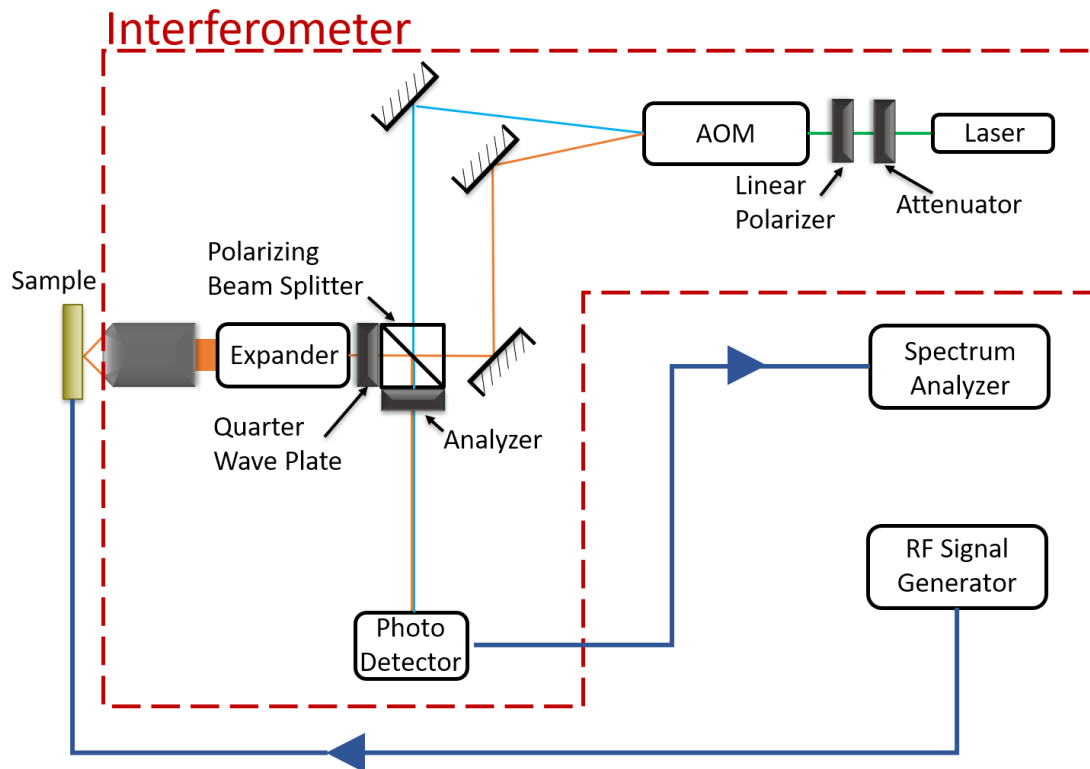 Interferometer
AOM
Laser
Linear
Polarizer
Attenuator
Polarizing
Beam Splitter
Sample
Expander
Spectrum
Analyzer
Quarter
Wave Plate
Analyzer
RF Signal
Generator
Photo
Detector